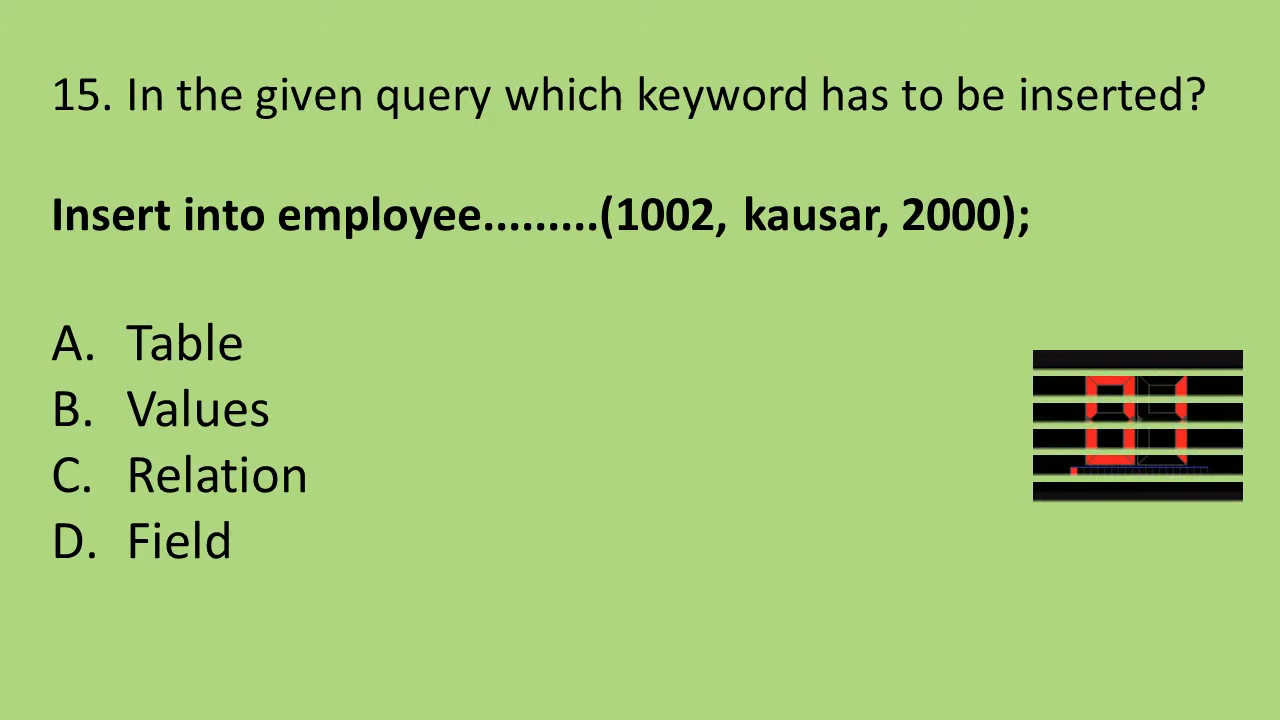 15. In the given query which keyword has to be inserted?
Insert into employee.........(1002, kausar, 2000);
A. Table
B. Values
C. Relation
D. Field
01